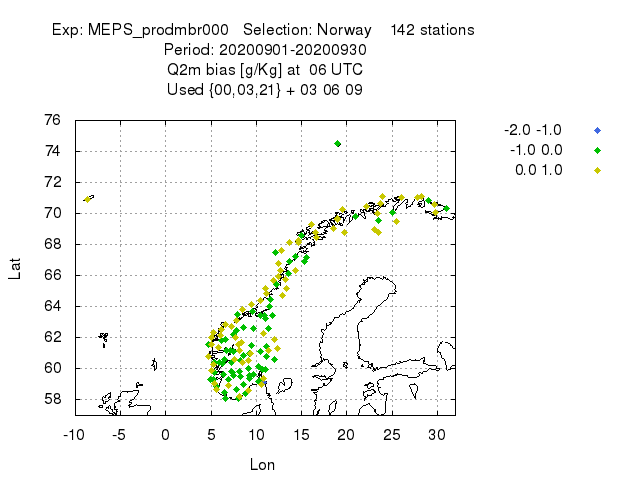 Exp: MEPS_prodmbr000 Selection: Norway 142 stations
Period: 20200901-20200930
Q2m bias [g/Kg] at 06 UTC
Used {00,03,21} + 03 06 09
-2.0 -1.0
-1.0 0.0
0.0 1.0
76
74
72
70
68
66
64
62
60
58
Lat
-10 -5 0 5 10 15 20 25 30
Lon